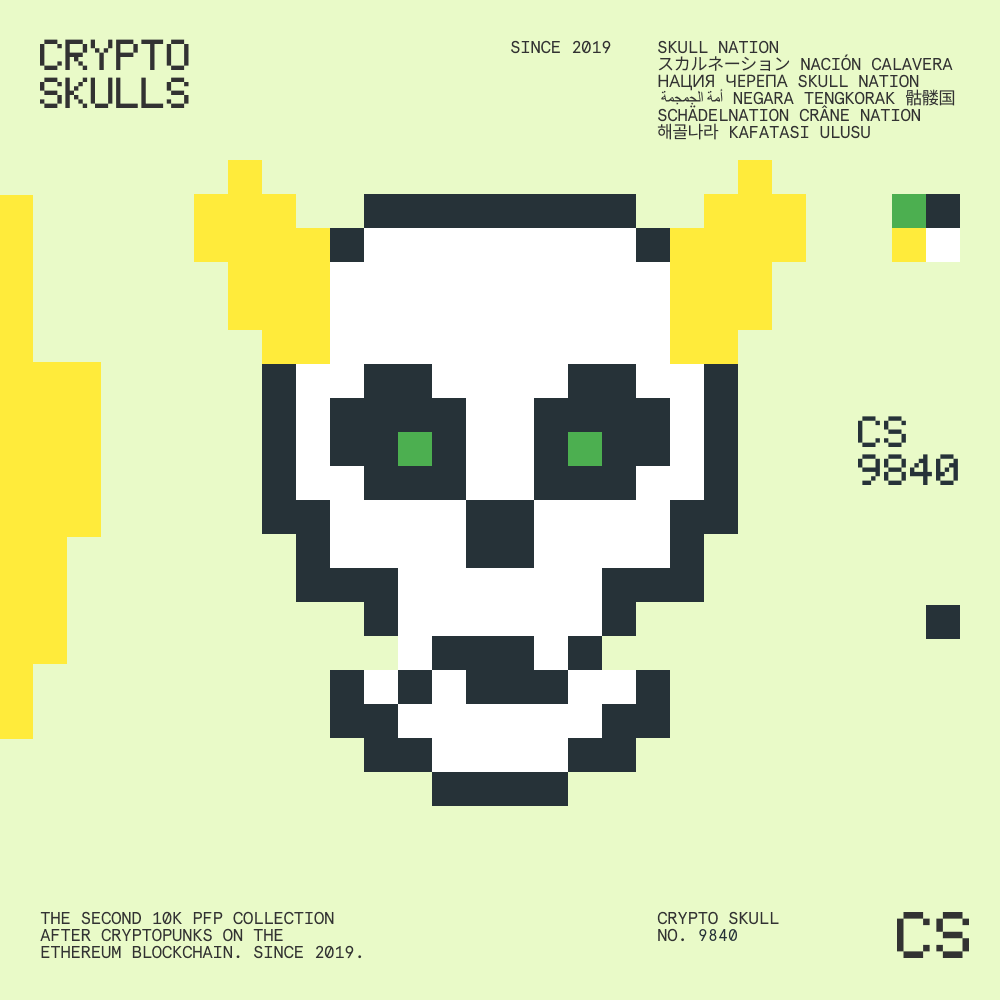 CRYPTO
SKULLS
SINCE 2019
SKULL NATION
スカルネーション NACIÓN CALAVERA
НАЦИЯ ЧЕРЕПА SKULL NATION
أمة الجمجمة NEGARA TENGKORAK 骷髅国
SCHÄDELNATION CRÂNE NATION
해골나라 KAFATASI ULUSU
CS
9840
THE SECOND 10K PFP COLLECTION
AFTER CRYPTOPUNKS ON THE
ETHEREUM BLOCKCHAIN. SINCE 2019.
CRYPTO SKULL
NO. 9840
CS